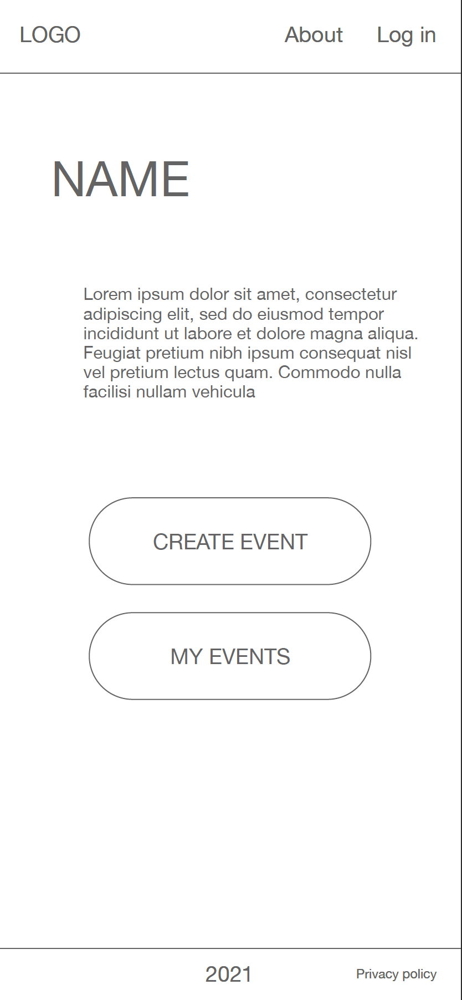 LOGO About Log in
NAME
Lorem ipsum dolor sit amet, consectetur
adipiscing elit, sed do eiusmod tempor
incididunt ut labore et dolore magna aliqua.
Feugiat pretium nibh ipsum consequat nisl
vel pretium lectus quam. Commodo nulla
facilisi nullam vehicula
CREATE EVENT
MY EVENTS
2021 Privacy policy